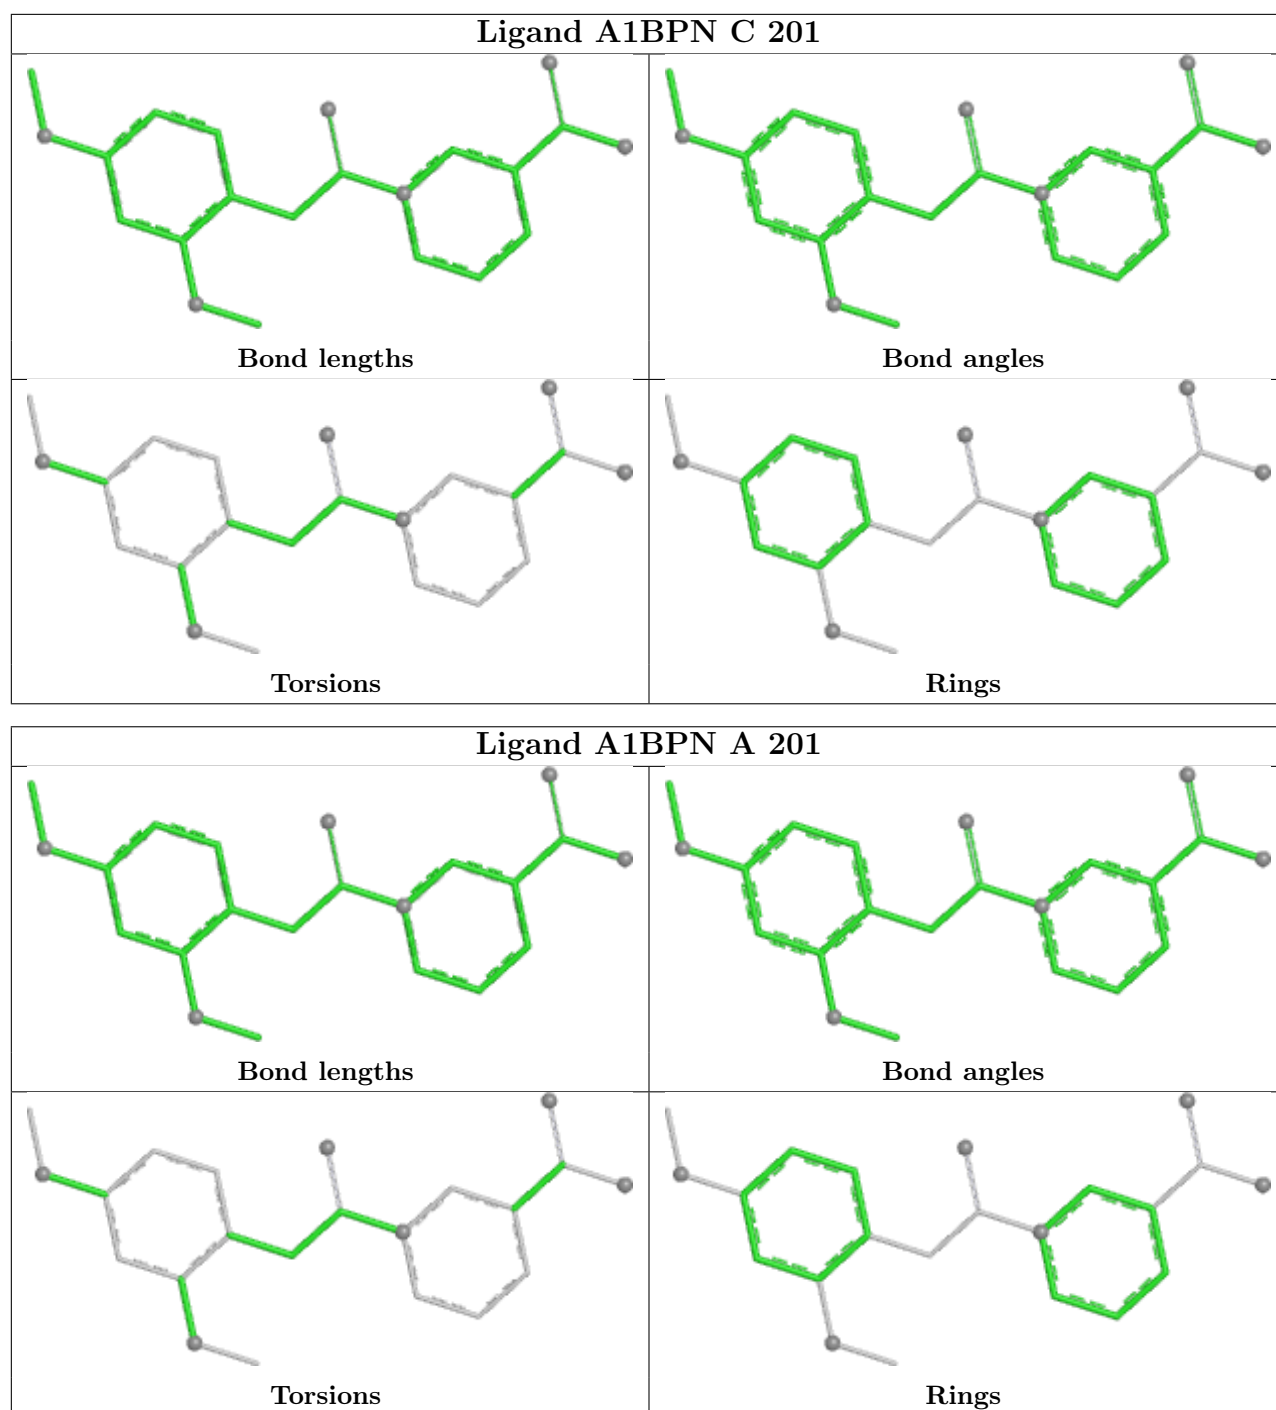 Ligand A1BPN C 201
Bond lengths
Bond angles
Torsions
Rings
Ligand A1BPN A 201
Bond lengths
Bond angles
Torsions
Rings